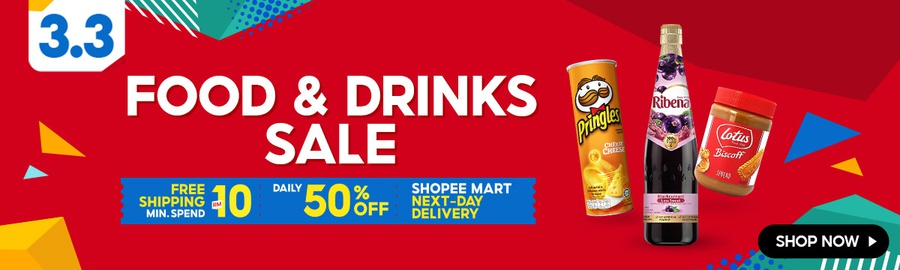 3.3
FOOD & DRINKS
SALE
FREE
SHIPPING
MIN. SPEND
RM
10
DAILY
50%
OFF
SHOPEE MART
NEXT-DAY
DELIVERY
Pringles
CHEESY
CHEESE
Ribena
Lotus
Biscoff
SPREAD
SHOP NOW